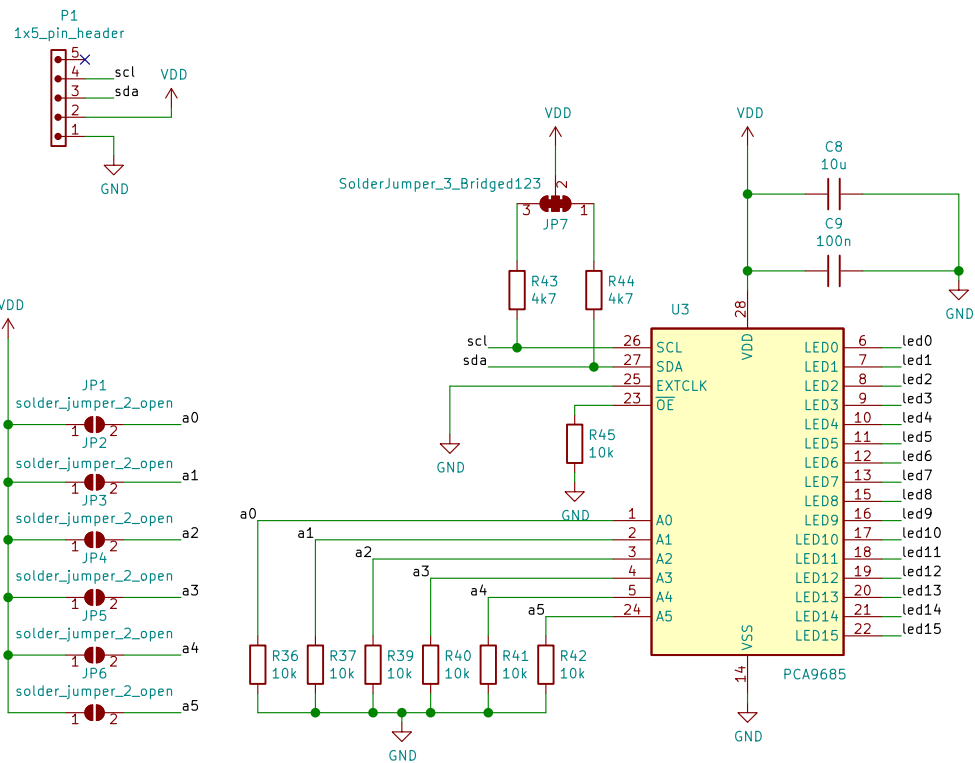 P1
1x5_pin_header
5
4 scl
3 sda
2
1
VDD
GND
VDD
SolderJumper_3_Bridged123
2
3 1
JP7
R43
4k7
R44
4k7
VDD
C8
10u
C9
100n
GND
28
U3
VDD
scl 26 SCL
sda 27 SDA
25 EXTCLK
23 OE
GND
R45
10k
GND
LED0 6 led0
LED1 7 led1
LED2 8 led2
LED3 9 led3
LED4 10 led4
LED5 11 led5
LED6 12 led6
LED7 13 led7
LED8 15 led8
LED9 16 led9
LED10 17 led10
LED11 18 led11
LED12 19 led12
LED13 20 led13
LED14 21 led14
LED15 22 led15
a0 1 A0
a1 2 A1
a2 3 A2
a3 4 A3
a4 5 A4
a5 24 A5
VSS
14
PCA9685
GND
R36
10k
R37
10k
R39
10k
R40
10k
R41
10k
R42
10k
GND
VDD
JP1
solder_jumper_2_open
1 2 a0
JP2
solder_jumper_2_open
1 2 a1
JP3
solder_jumper_2_open
1 2 a2
JP4
solder_jumper_2_open
1 2 a3
JP5
solder_jumper_2_open
1 2 a4
JP6
solder_jumper_2_open
1 2 a5